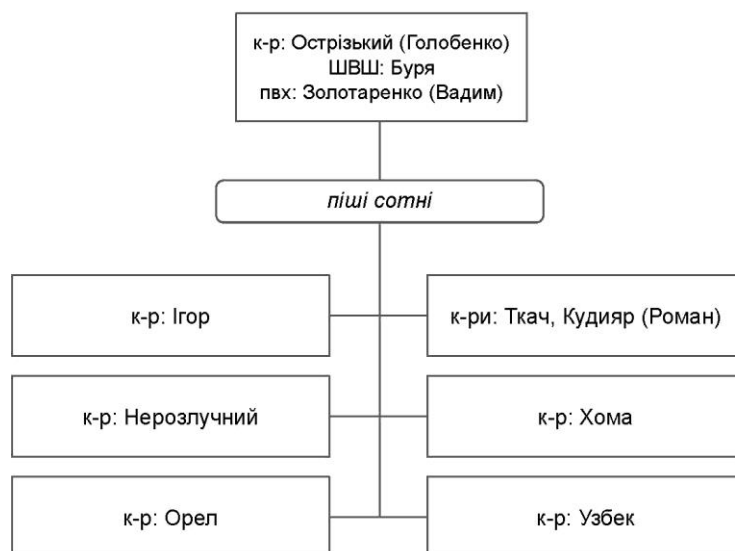 к-р: Острізький (Голобенко)
ШВШ: Буря
пвх: Золотаренко (Вадим)
піші сотні
к-р: Ігор
к-ри: Ткач, Кудияр (Роман)
к-р: Нерозлучний
к-р: Хома
к-р: Орел
к-р: Узбек